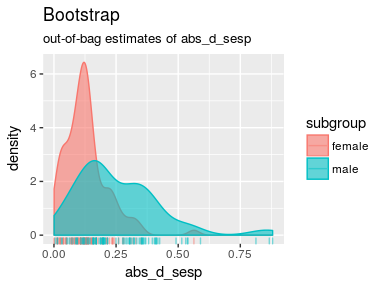 Bootstrap
out-of-bag estimates of abs_d_sesp
6
4
2
0
density
0.00 0.25 0.50 0.75
abs_d_sesp
subgroup
female
male